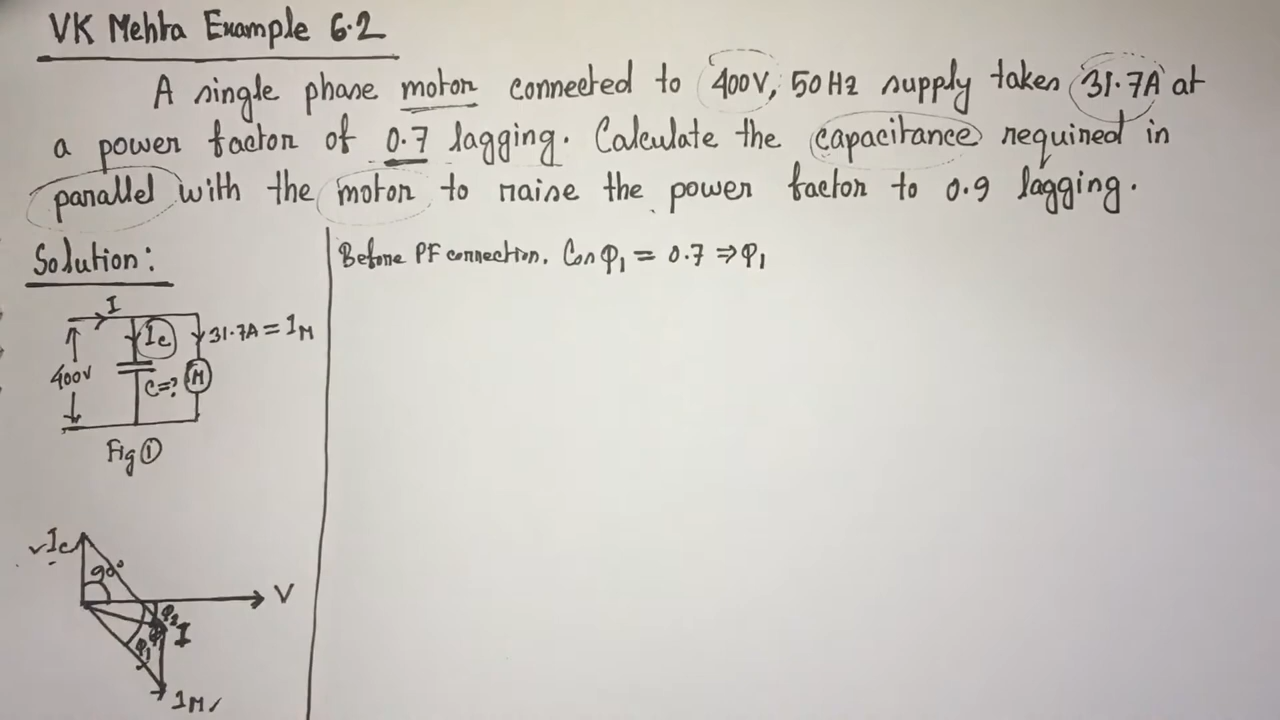 VK Mehta Example 6.2
A single phase motor connected to 400V, 50Hz supply takes 31.7A at
a power factor of 0.7 lagging. Calculate the capacitance required in
parallel with the motor to raise the power factor to 0.9 lagging.
Solution:
Before PF connection, Cos φ₁ = 0.7 ⇒ φ₁
I
Ic
31.7A = IM
400V
C=?
M
Fig ①
Ic
90°
V
φ₂
φ₁
I
IM